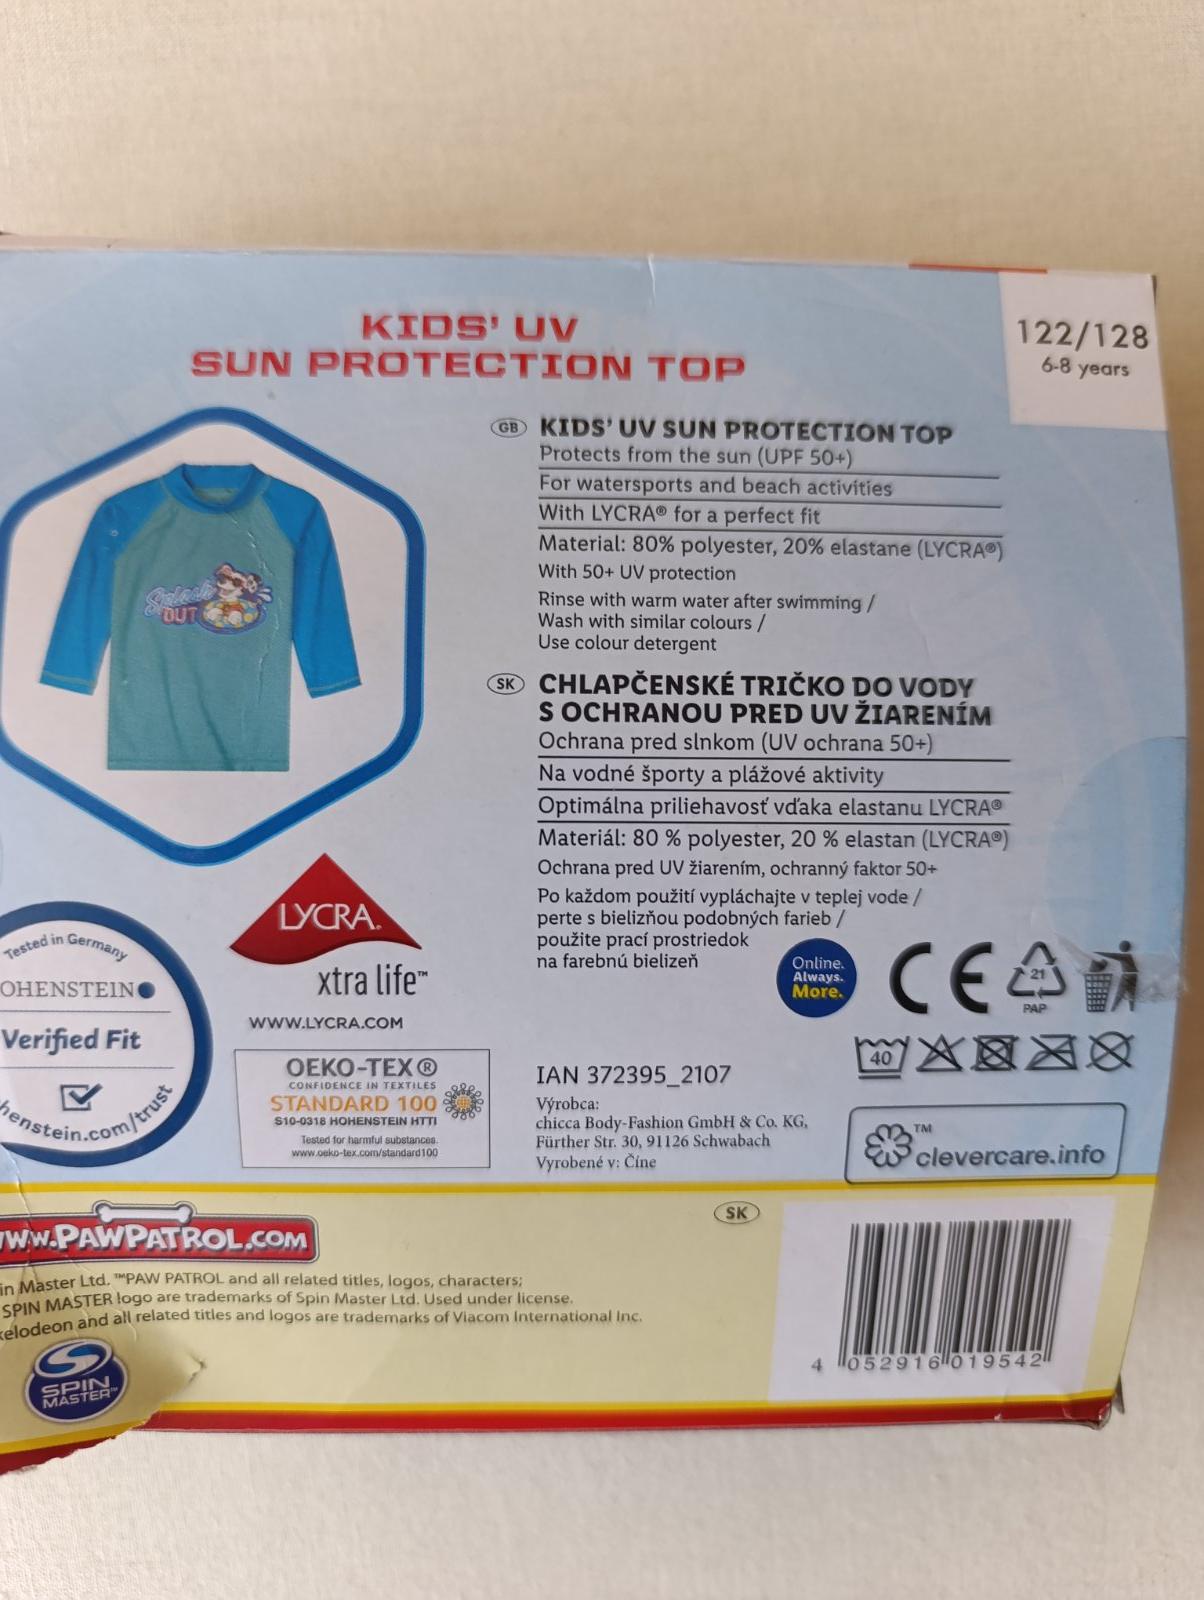 KIDS' UV
SUN PROTECTION TOP
122/128
6-8 years
Splash
OUT
GB KIDS' UV SUN PROTECTION TOP
Protects from the sun (UPF 50+)
For watersports and beach activities
With LYCRA® for a perfect fit
Material: 80% polyester, 20% elastane (LYCRA®)
With 50+ UV protection
Rinse with warm water after swimming /
Wash with similar colours /
Use colour detergent
SK CHLAPČENSKÉ TRIČKO DO VODY
S OCHRANOU PRED UV ŽIARENÍM
Ochrana pred slnkom (UV ochrana 50+)
Na vodné športy a plážové aktivity
Optimálna priliehavosť vďaka elastanu LYCRA®
Materiál: 80 % polyester, 20 % elastan (LYCRA®)
Ochrana pred UV žiarením, ochranný faktor 50+
Po každom použití vypláchajte v teplej vode /
perte s bielizňou podobných farieb /
použite prací prostriedok
na farebnú bielizeň
LYCRA®
xtra life™
WWW.LYCRA.COM
Tested in Germany
OHENSTEIN
Verified Fit
henstein.com/trust
OEKO-TEX®
CONFIDENCE IN TEXTILES
STANDARD 100
S10-0318 HOHENSTEIN HTTI
Tested for harmful substances.
www.oeko-tex.com/standard100
Online.
Always.
More.
CE
21
PAP
40
IAN 372395_2107
Výrobca:
chicca Body-Fashion GmbH & Co. KG,
Fürther Str. 30, 91126 Schwabach
Vyrobené v: Číne
™
clevercare.info
WWW.PAWPATROL.COM
in Master Ltd. ™PAW PATROL and all related titles, logos, characters;
SPIN MASTER logo are trademarks of Spin Master Ltd. Used under license.
kelodeon and all related titles and logos are trademarks of Viacom International Inc.
SPIN
MASTER™
SK
4 052916 019542